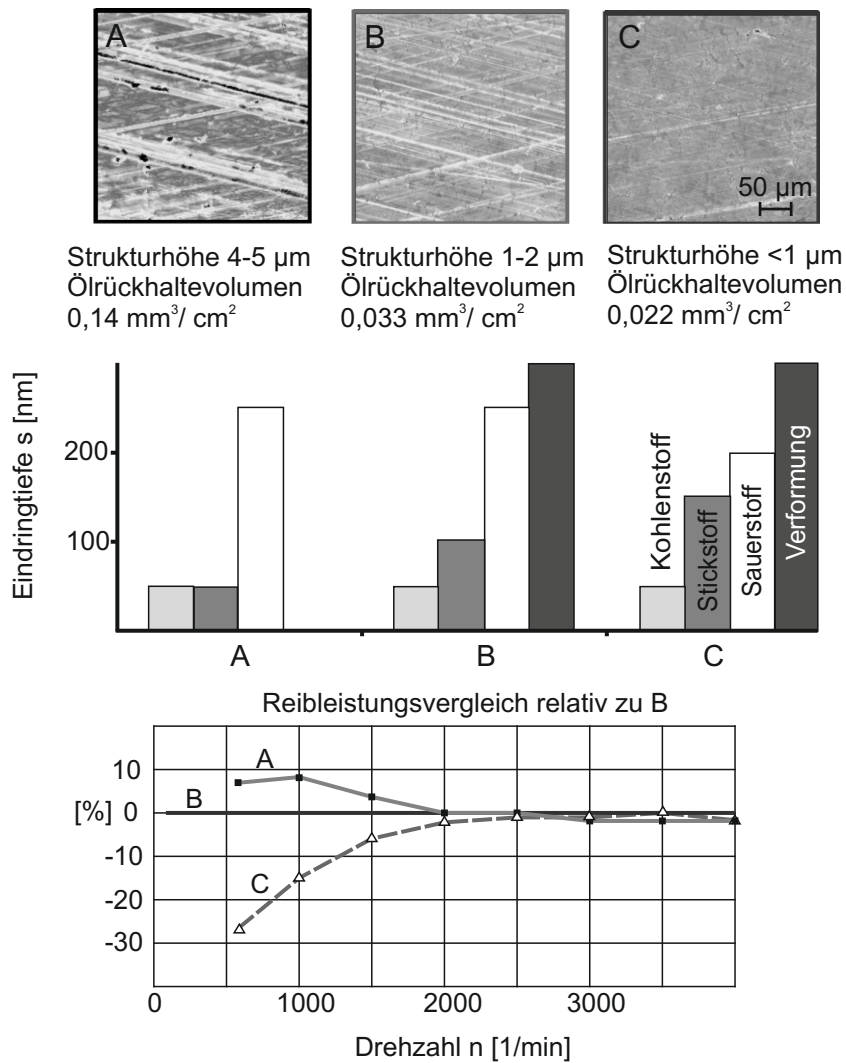 A
B
C
50 µm
Strukturhöhe 4-5 µm
Ölrückhaltevolumen
0,14 mm³/ cm²
Strukturhöhe 1-2 µm
Ölrückhaltevolumen
0,033 mm³/ cm²
Strukturhöhe <1 µm
Ölrückhaltevolumen
0,022 mm³/ cm²
Eindringtiefe s [nm]
200
100
Kohlenstoff
Stickstoff
Sauerstoff
Verformung
A
B
C
Reibleistungsvergleich relativ zu B
[%]
10
0
-10
-20
-30
A
B
C
0
1000
2000
3000
Drehzahl n [1/min]